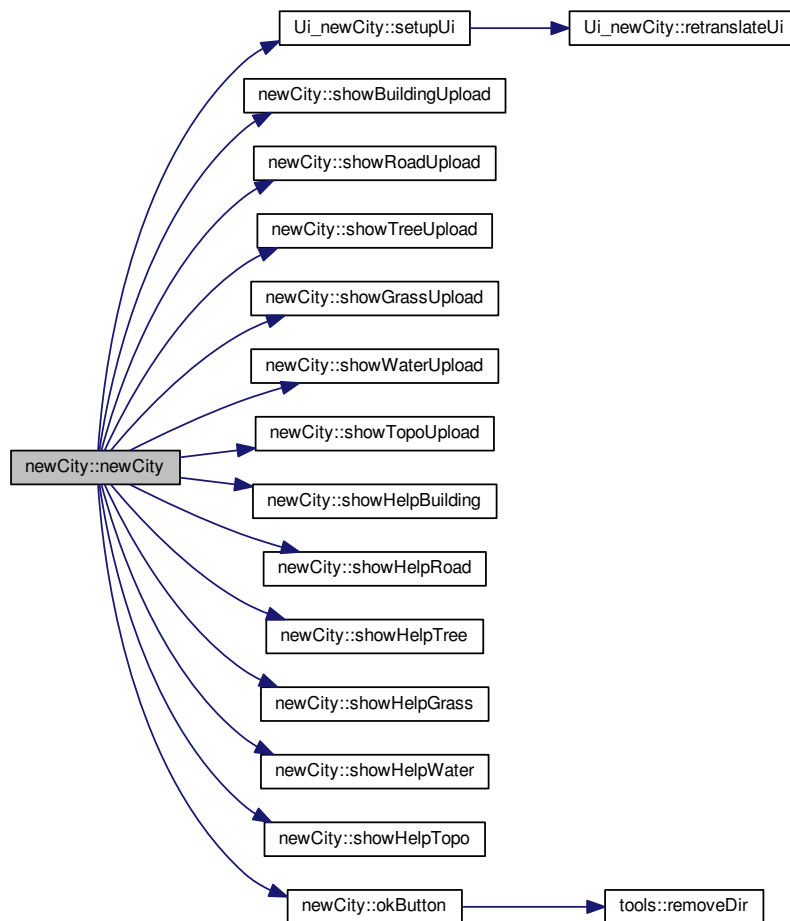 Ui_newCity::setupUi
Ui_newCity::retranslateUi
newCity::showBuildingUpload
newCity::showRoadUpload
newCity::showTreeUpload
newCity::showGrassUpload
newCity::showWaterUpload
newCity::showTopoUpload
newCity::newCity
newCity::showHelpBuilding
newCity::showHelpRoad
newCity::showHelpTree
newCity::showHelpGrass
newCity::showHelpWater
newCity::showHelpTopo
newCity::okButton
tools::removeDir